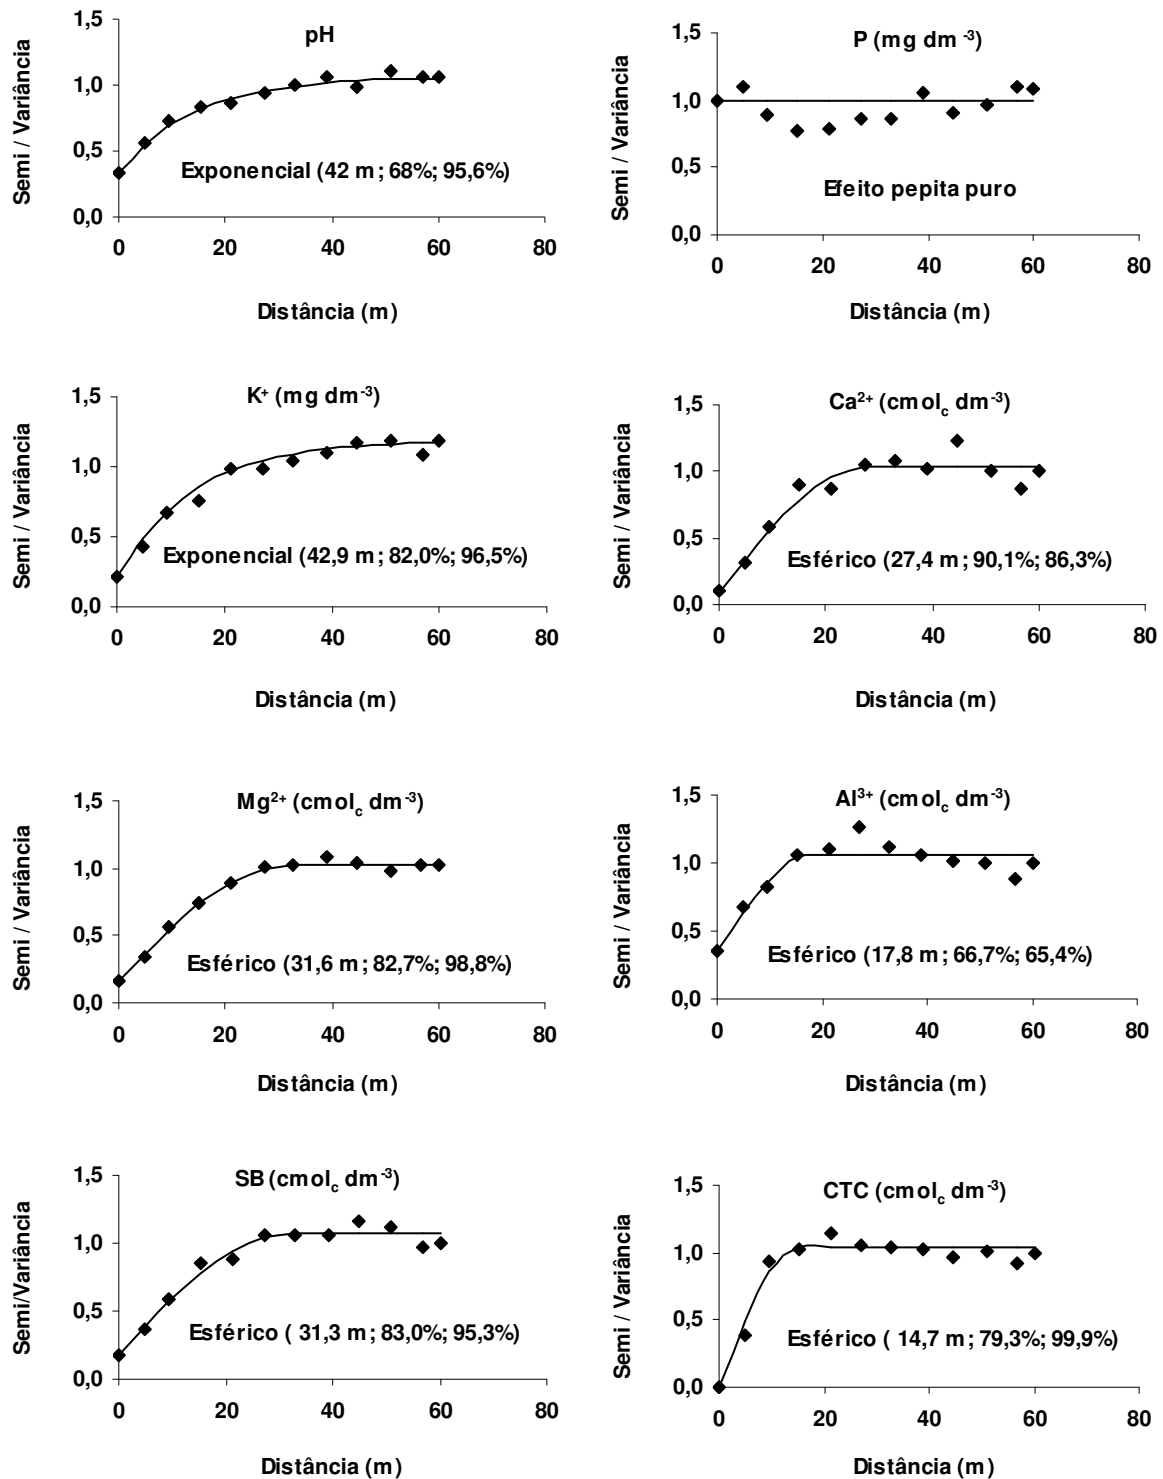 pH
Semi / Variância
1,5
1,0
0,5
0,0
Exponencial (42 m; 68%; 95,6%)
0 20 40 60 80
Distância (m)
P (mg dm⁻³)
Semi / Variância
1,5
1,0
0,5
0,0
Efeito pepita puro
0 20 40 60 80
Distância (m)
K⁺ (mg dm⁻³)
Semi / Variância
1,5
1,0
0,5
0,0
Exponencial (42,9 m; 82,0%; 96,5%)
0 20 40 60 80
Distância (m)
Ca²⁺ (cmol_c dm⁻³)
Semi / Variância
1,5
1,0
0,5
0,0
Esférico (27,4 m; 90,1%; 86,3%)
0 20 40 60 80
Distância (m)
Mg²⁺ (cmol_c dm⁻³)
Semi / Variância
1,5
1,0
0,5
0,0
Esférico (31,6 m; 82,7%; 98,8%)
0 20 40 60 80
Distância (m)
Al³⁺ (cmol_c dm⁻³)
Semi / Variância
1,5
1,0
0,5
0,0
Esférico (17,8 m; 66,7%; 65,4%)
0 20 40 60 80
Distância (m)
SB (cmol_c dm⁻³)
Semi/Variância
1,5
1,0
0,5
0,0
Esférico ( 31,3 m; 83,0%; 95,3%)
0 20 40 60 80
Distância (m)
CTC (cmol_c dm⁻³)
Semi / Variância
1,5
1,0
0,5
0,0
Esférico ( 14,7 m; 79,3%; 99,9%)
0 20 40 60 80
Distância (m)